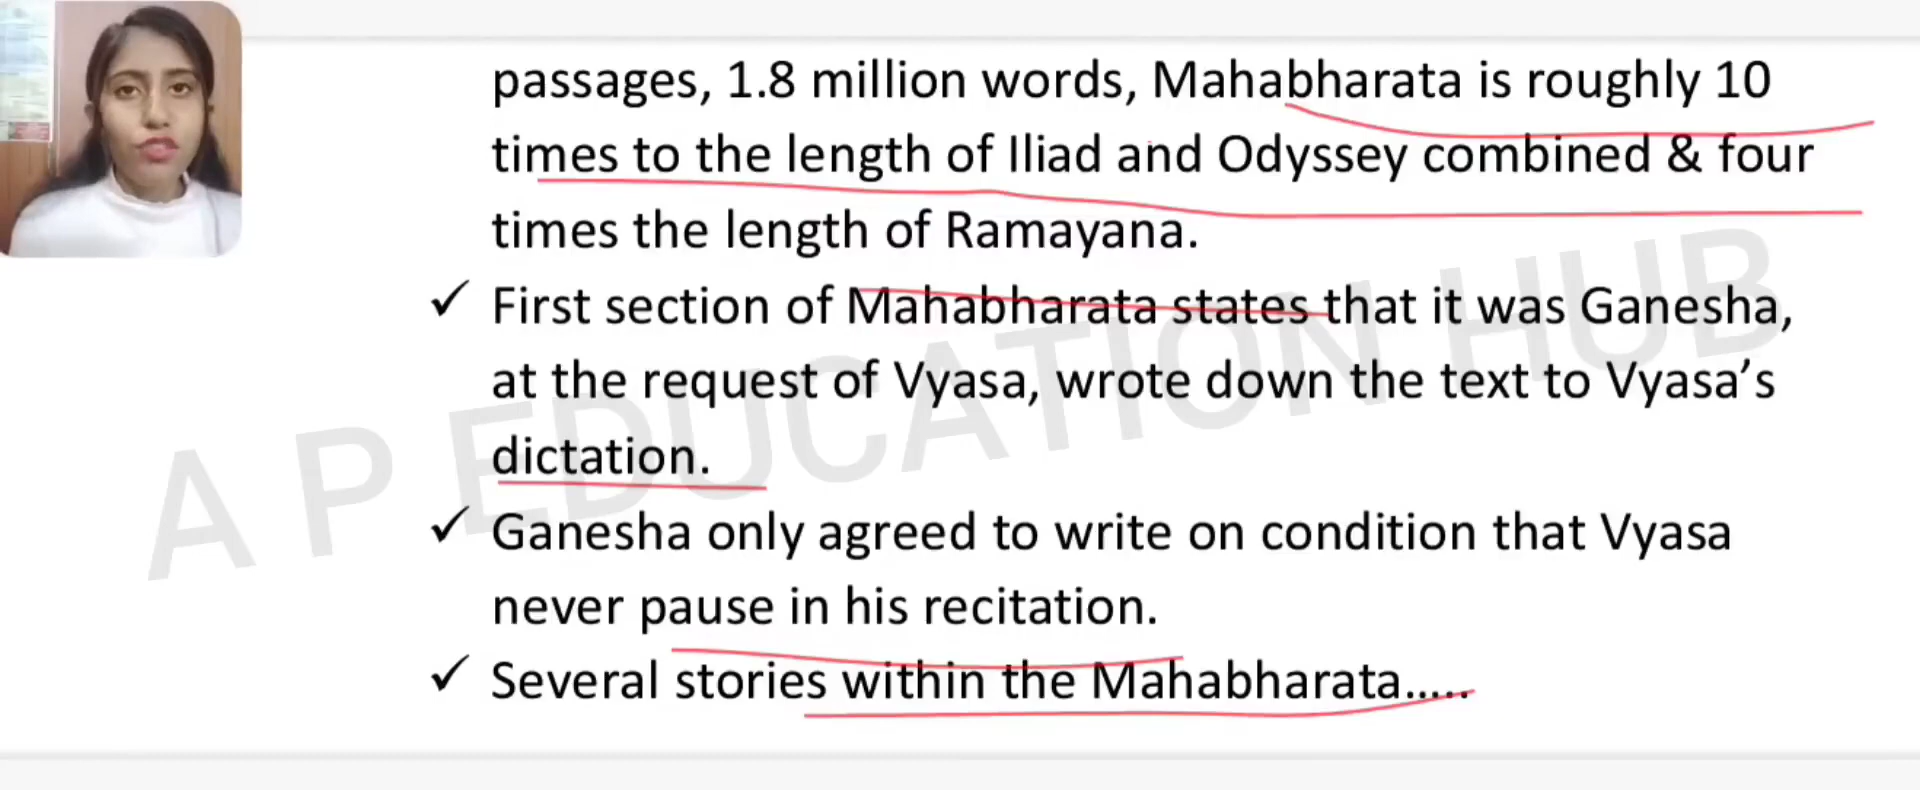 passages, 1.8 million words, Mahabharata is roughly 10
times to the length of Iliad and Odyssey combined & four
times the length of Ramayana.
✓ First section of Mahabharata states that it was Ganesha,
at the request of Vyasa, wrote down the text to Vyasa’s
dictation.
✓ Ganesha only agreed to write on condition that Vyasa
never pause in his recitation.
✓ Several stories within the Mahabharata.....
A P EDUCATION HUB